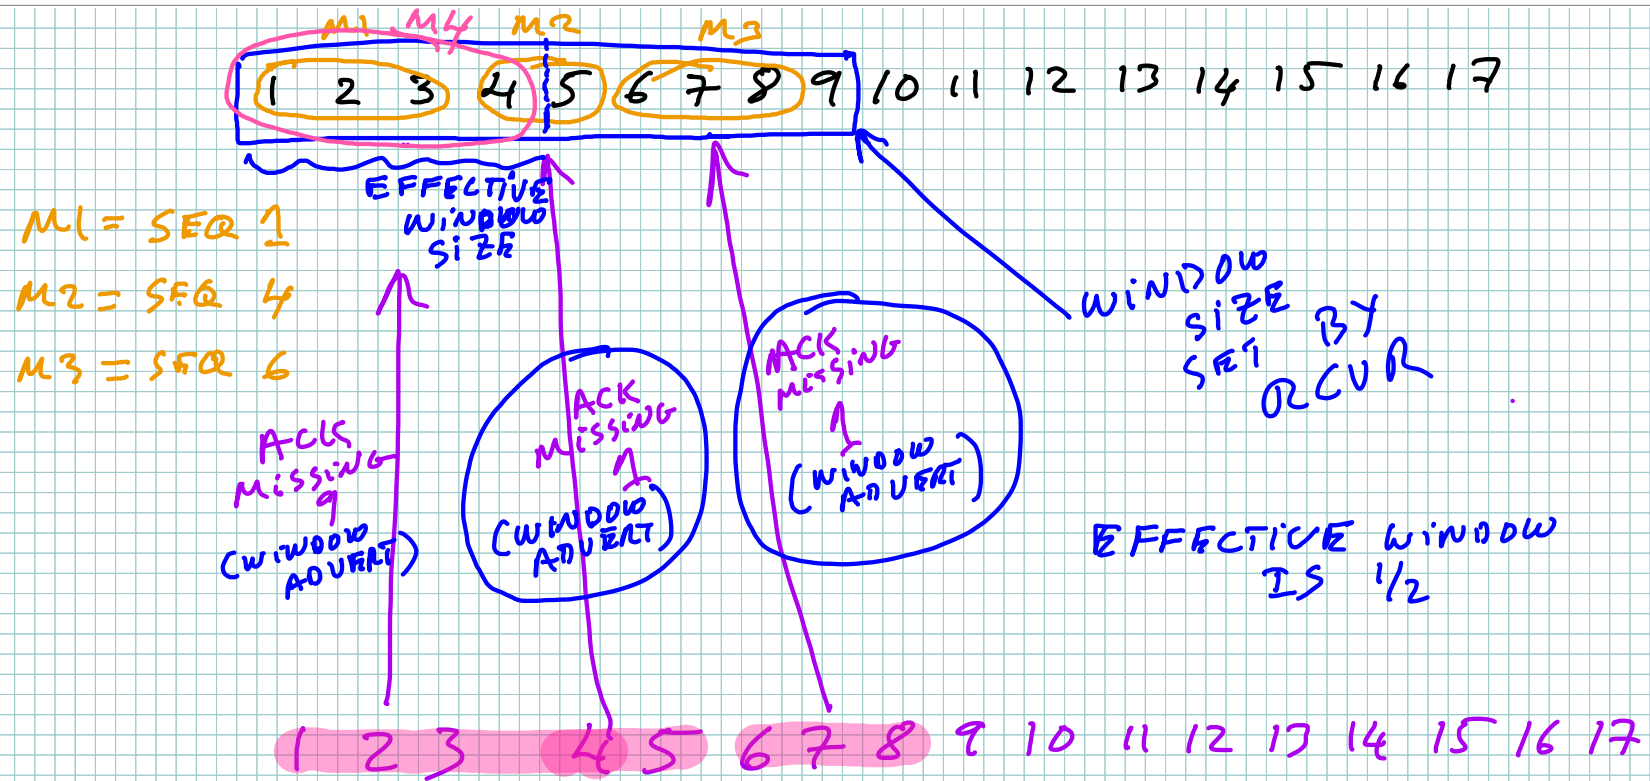 M1 M4 M2 M3
1 2 3 4 5 6 7 8 9 10 11 12 13 14 15 16 17
EFFECTIVE
WINDOW
SIZE
M1 = SEQ 1
M2 = SEQ 4
M3 = SEQ 6
WINDOW
SIZE
SET BY
RCVR
ACK
MISSING
(WINDOW
ADVERT)
ACK
MISSING
(WINDOW
ADVERT)
ACK
MISSING
(WINDOW
ADVERT)
EFFECTIVE WINDOW
IS 1/2
1 2 3 4 5 6 7 8 9 10 11 12 13 14 15 16 17